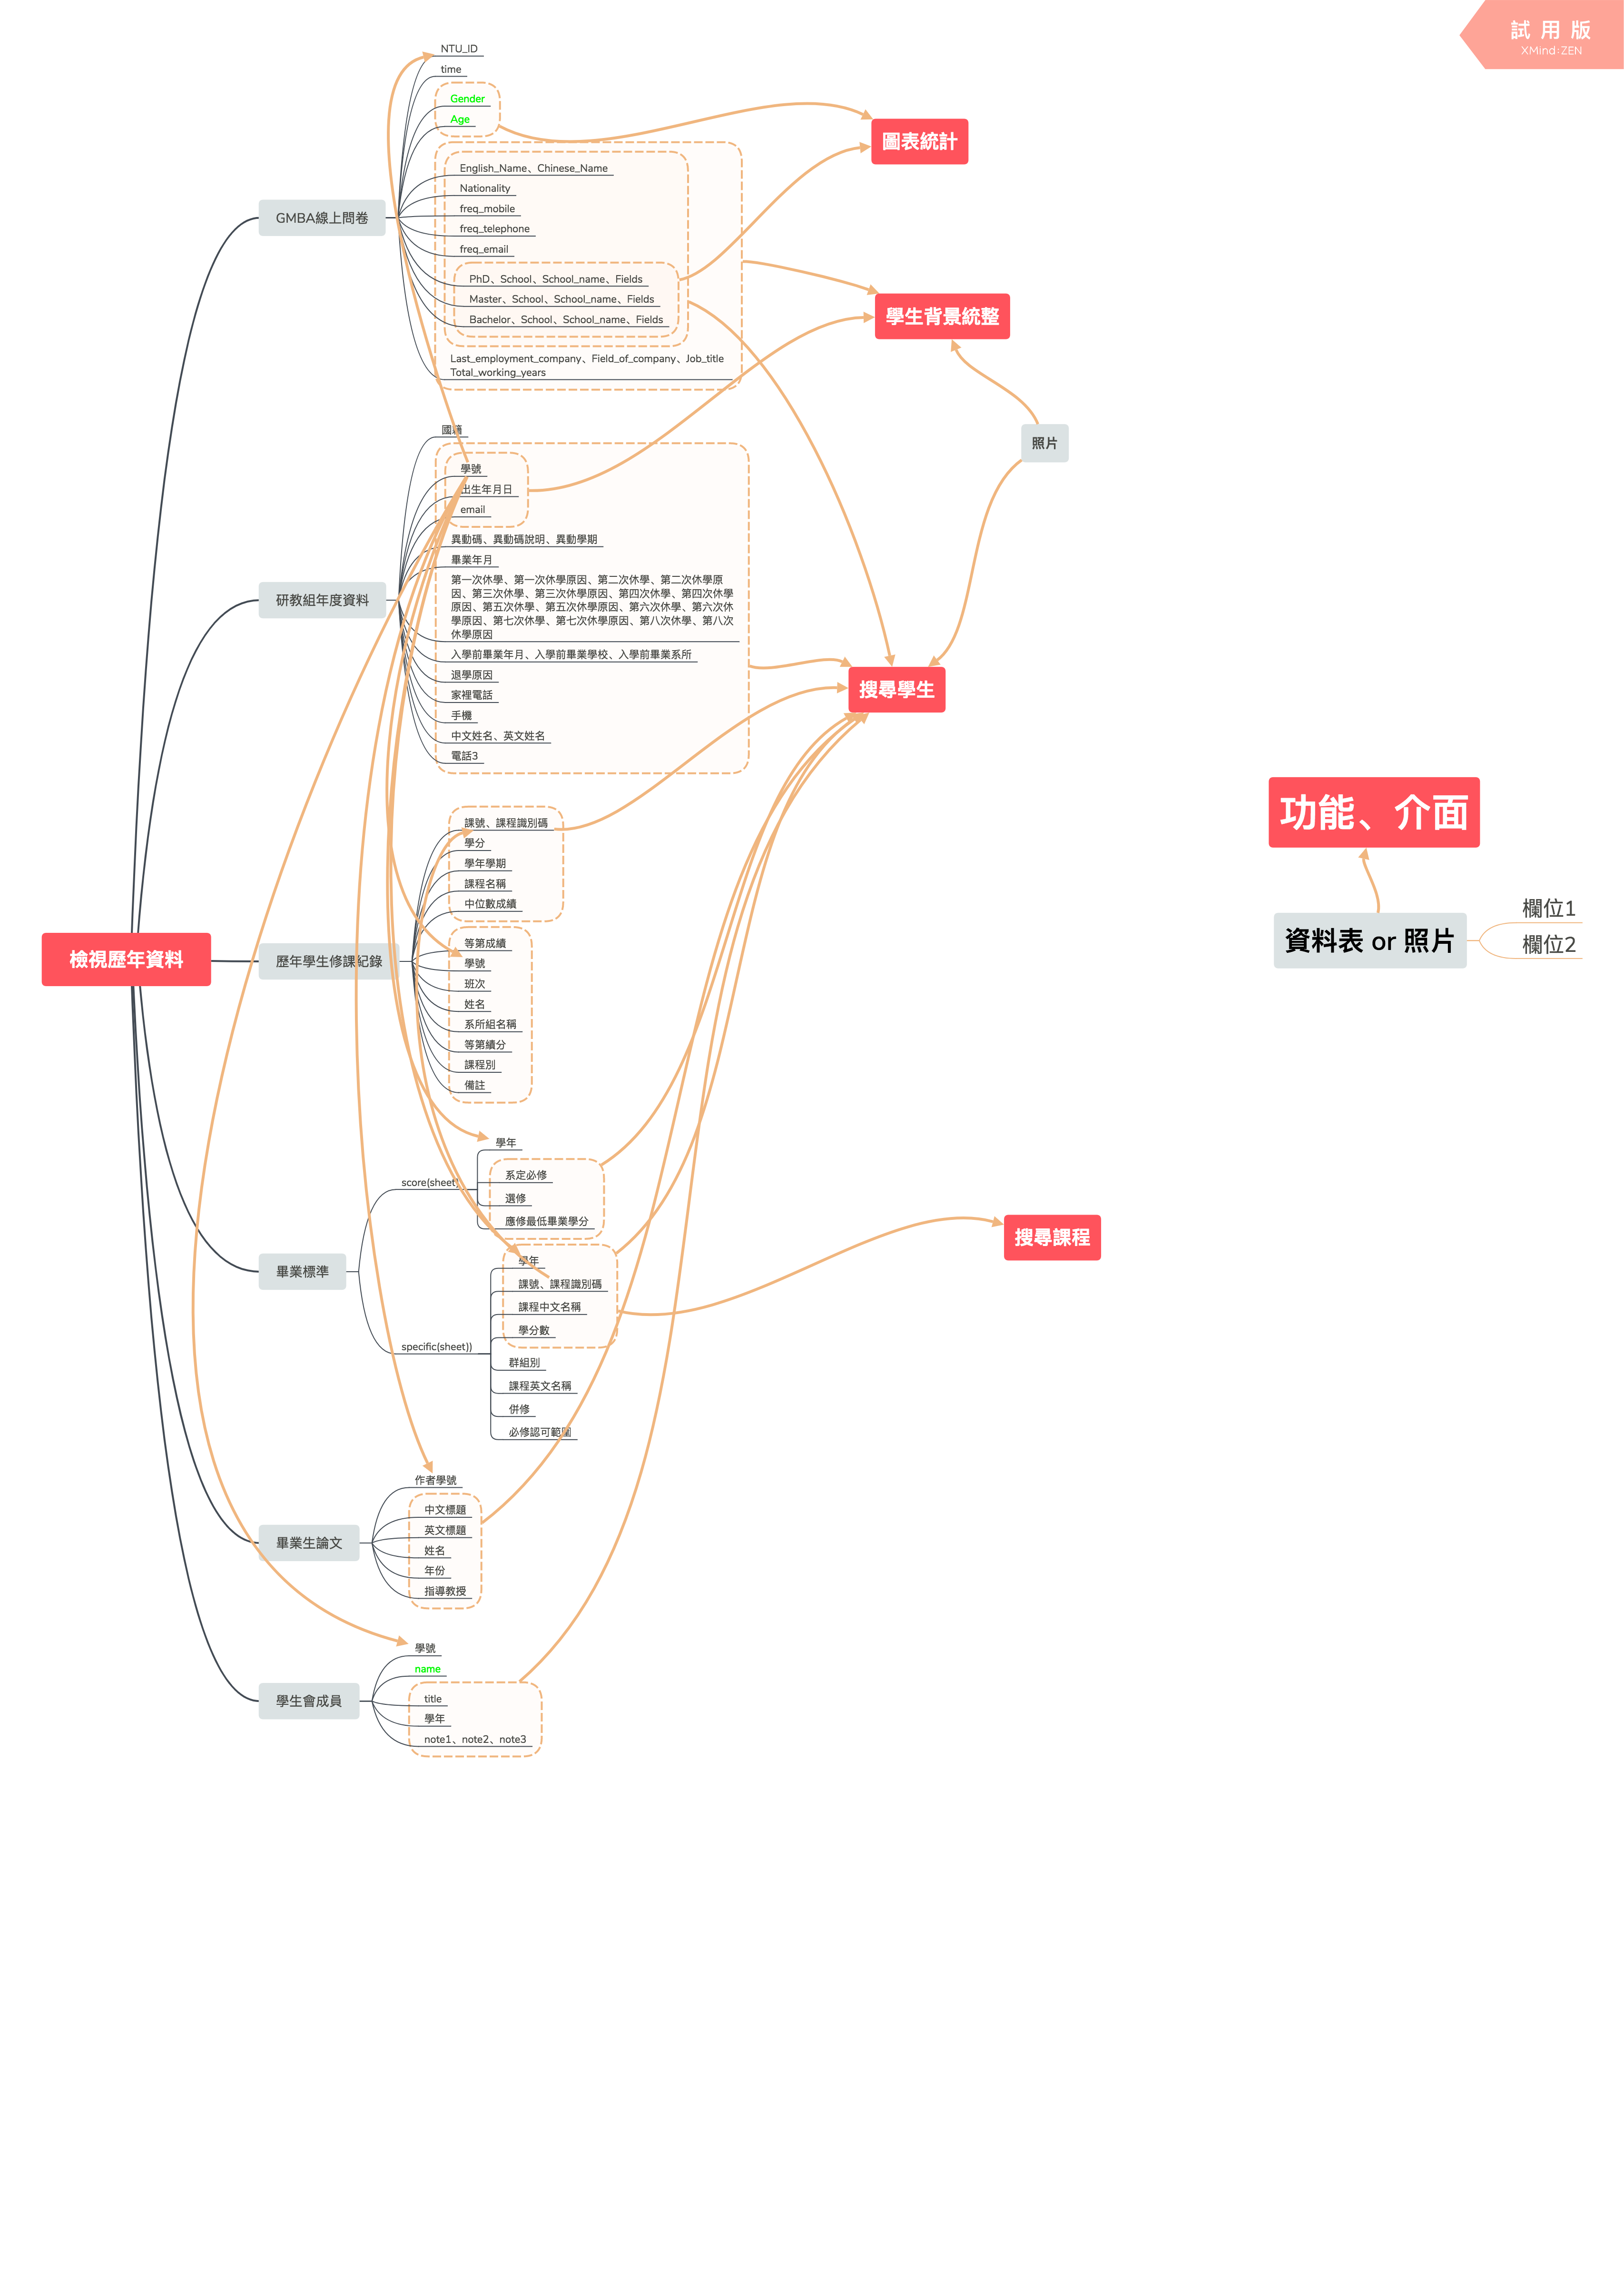 試用版
XMind:ZEN
NTU_ID
time
Gender
Age
English_Name、Chinese_Name
Nationality
freq_mobile
freq_telephone
freq_email
PhD、School、School_name、Fields
Master、School、School_name、Fields
Bachelor、School、School_name、Fields
Last_employment_company、Field_of_company、Job_title
Total_working_years
GMBA線上問卷
圖表統計
學生背景統整
照片
國籍
學號
出生年月日
email
異動碼、異動碼說明、異動學期
畢業年月
第一次休學、第一次休學原因、第二次休學、第二次休學原
因、第三次休學、第三次休學原因、第四次休學、第四次休學
原因、第五次休學、第五次休學原因、第六次休學、第六次休
學原因、第七次休學、第七次休學原因、第八次休學、第八次
休學原因
入學前畢業年月、入學前畢業學校、入學前畢業系所
退學原因
家裡電話
手機
中文姓名、英文姓名
電話3
研教組年度資料
搜尋學生
功能、介面
資料表 or 照片
欄位1
欄位2
課號、課程識別碼
學分
學年學期
課程名稱
中位數成績
等第成績
學號
班次
姓名
系所組名稱
等第績分
課程別
備註
歷年學生修課紀錄
檢視歷年資料
學年
系定必修
選修
應修最低畢業學分
score(sheet)
搜尋課程
學年
課號、課程識別碼
課程中文名稱
學分數
群組別
課程英文名稱
併修
必修認可範圍
specific(sheet))
畢業標準
作者學號
中文標題
英文標題
姓名
年份
指導教授
畢業生論文
學號
name
title
學年
note1、note2、note3
學生會成員